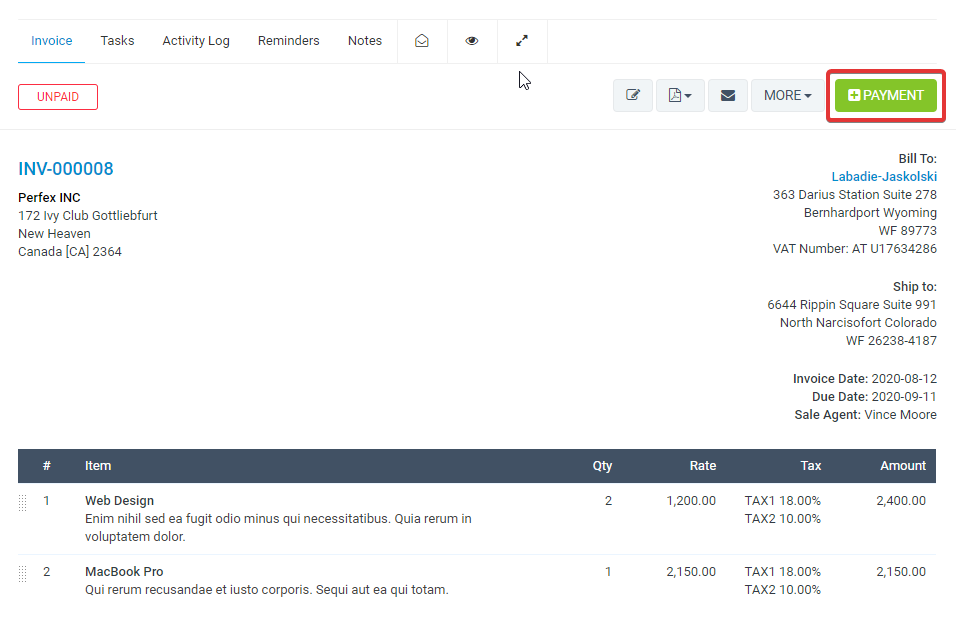 Invoice Tasks Activity Log Reminders Notes
UNPAID MORE PAYMENT
INV-000008
Perfex INC
172 Ivy Club Gottliebfurt
New Heaven
Canada [CA] 2364
Bill To:
Labadie-Jaskolski
363 Darius Station Suite 278
Bernhardport Wyoming
WF 89773
VAT Number: AT U17634286
Ship to:
6644 Rippin Square Suite 991
North Narcisofort Colorado
WF 26238-4187
Invoice Date: 2020-08-12
Due Date: 2020-09-11
Sale Agent: Vince Moore
# Item Qty Rate Tax Amount
1 Web Design 2 1,200.00 TAX1 18.00% 2,400.00
Enim nihil sed ea fugit odio minus qui necessitatibus. Quia rerum in TAX2 10.00%
voluptatem dolor.
2 MacBook Pro 1 2,150.00 TAX1 18.00% 2,150.00
Qui rerum recusandae et iusto corporis. Sequi aut ea qui totam. TAX2 10.00%